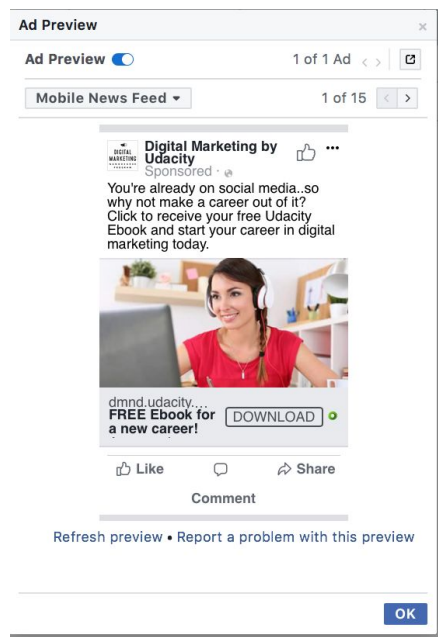 Ad Preview ×
Ad Preview 1 of 1 Ad
Mobile News Feed 1 of 15
DIGITAL
MARKETING
Digital Marketing by
Udacity
Sponsored ·
You're already on social media..so
why not make a career out of it?
Click to receive your free Udacity
Ebook and start your career in digital
marketing today.
dmnd.udacity....
FREE Ebook for
a new career!
DOWNLOAD
Like Share
Comment
Refresh preview • Report a problem with this preview
OK